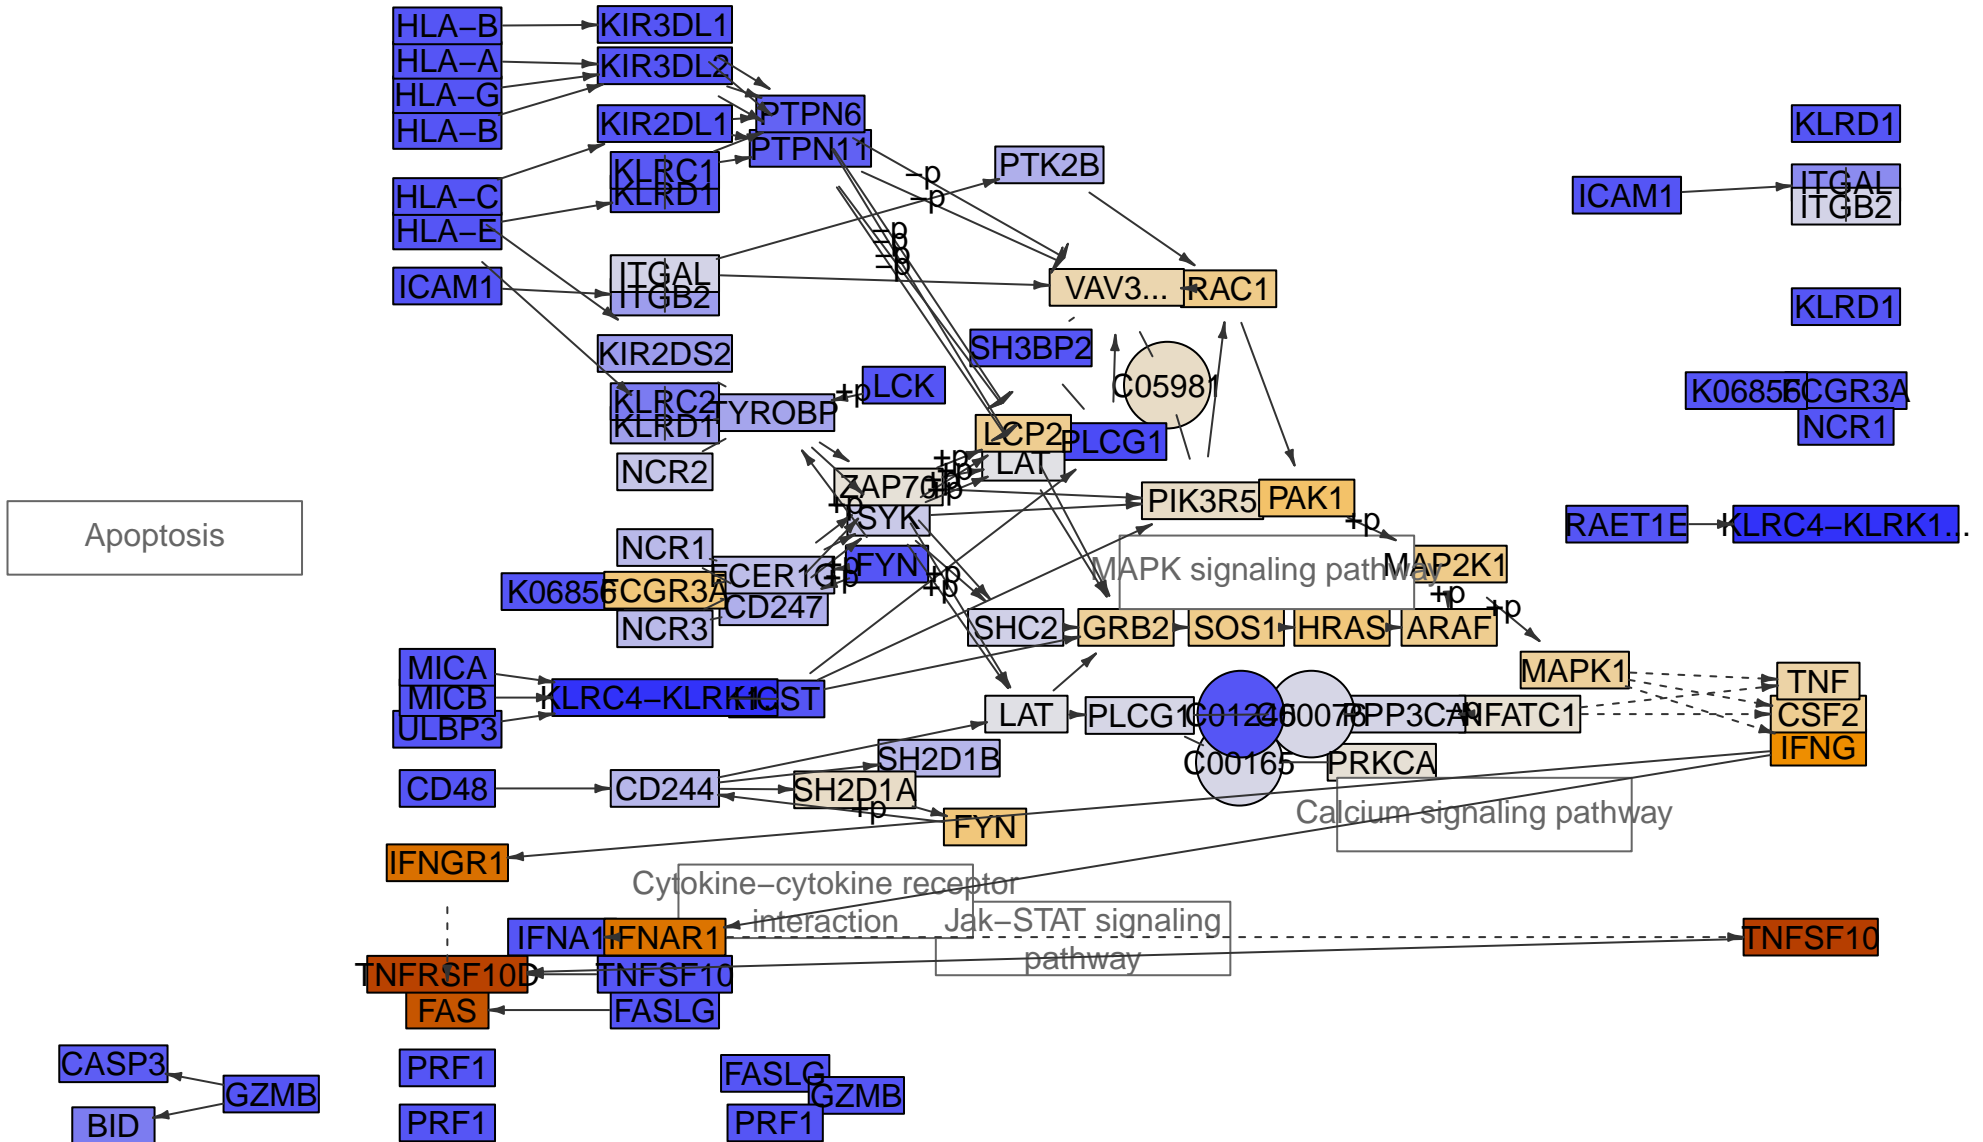 HLA−B
KIR3DL1
HLA−A
KIR3DL2
HLA−G
HLA−B
PTPN6
KIR2DL1
KLRD1
PTPN11
PTK2B
KLRC1
−p
ITGAL
KLRD1
ICAM1
HLA−C
−p
ITGB2
HLA−E
−p
−p
−p
−p
ITGAL
ICAM1
ITGB2
VAV3...
RAC1
KLRD1
KIR2DS2
SH3BP2
C05981
LCK
+p
KLRC2
TYROBP
KLRD1
K06856
FCGR3A
NCR1
LCP2
PLCG1
LAT
+p
+p
+p
+p
NCR2
ZAP70
SYK
+p
PIK3R5
PAK1
+p
RAET1E
KLRC4−KLRK1...
Apoptosis
NCR1
FCER1G
FYN
+p
+p
+p
+p
MAPK signaling pathway
MAP2K1
K06856
FCGR3A
CD247
+p
+p
NCR3
SHC2
GRB2
SOS1
HRAS
ARAF
MICA
MICB
ULBP3
KLRC4−KLRK1...
HCST
MAPK1
TNF
CSF2
IFNG
LAT
PLCG1
C01245
C00076
PPP3CA
NFATC1
SH2D1B
C00165
PRKCA
CD48
CD244
SH2D1A
+p
FYN
Calcium signaling pathway
IFNGR1
Cytokine−cytokine receptor
interaction
Jak−STAT signaling
pathway
IFNA1
IFNAR1
TNFSF10
TNFRSF10D
TNFSF10
FAS
FASLG
CASP3
PRF1
FASLG
GZMB
GZMB
BID
PRF1
PRF1